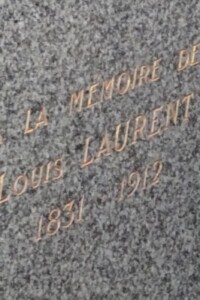 LA MEMOIRE DE
LOUIS LAURENT
1831 1912